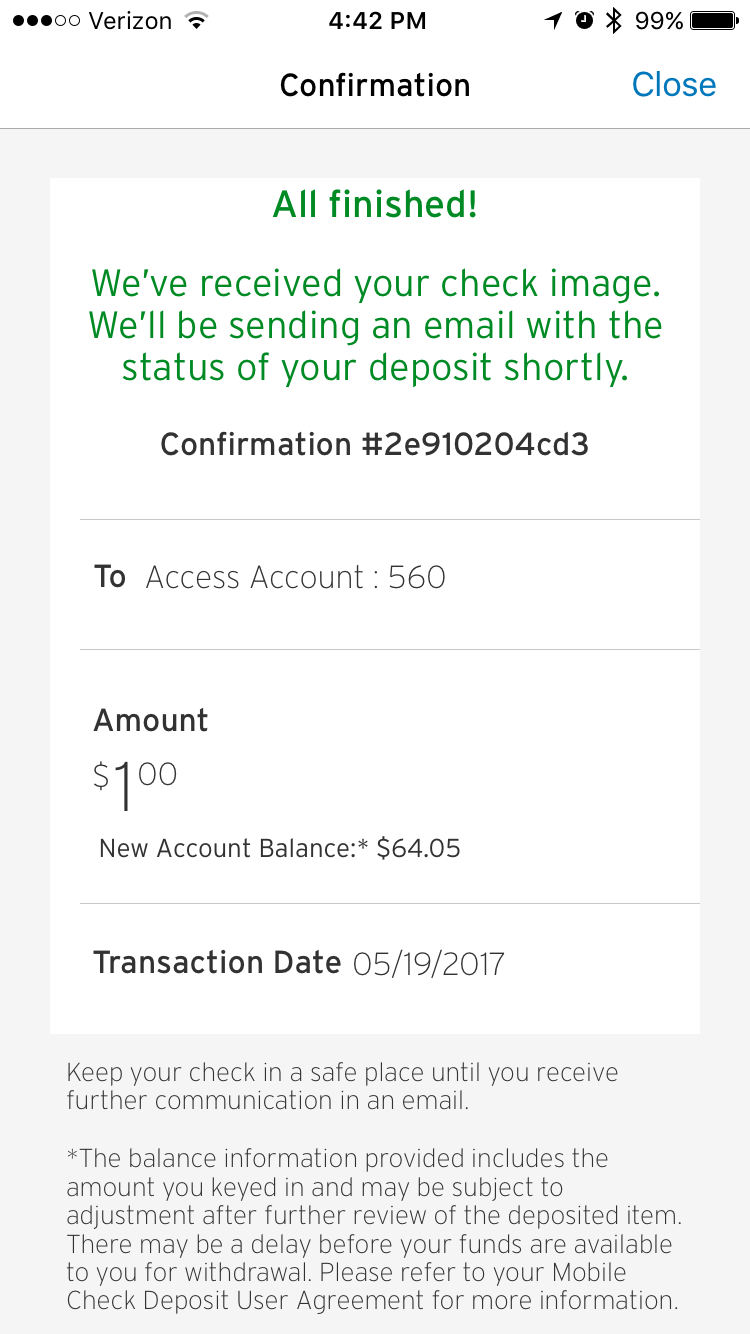 Verizon 4:42 PM 99%
Confirmation Close
All finished!
We've received your check image.
We'll be sending an email with the
status of your deposit shortly.
Confirmation #2e910204cd3
To Access Account : 560
Amount
$100
New Account Balance:* $64.05
Transaction Date 05/19/2017
Keep your check in a safe place until you receive
further communication in an email.
*The balance information provided includes the
amount you keyed in and may be subject to
adjustment after further review of the deposited item.
There may be a delay before your funds are available
to you for withdrawal. Please refer to your Mobile
Check Deposit User Agreement for more information.